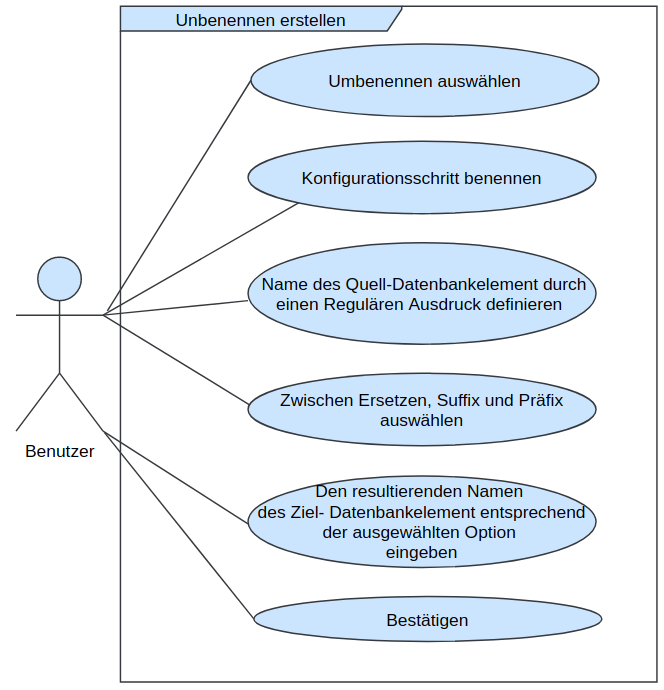 Unbenennen erstellen
Umbenennen auswählen
Konfigurationsschritt benennen
Name des Quell-Datenbankelement durch
einen Regulären Ausdruck definieren
Zwischen Ersetzen, Suffix und Präfix
auswählen
Benutzer
Den resultierenden Namen
des Ziel- Datenbankelement entsprechend
der ausgewählten Option
eingeben
Bestätigen